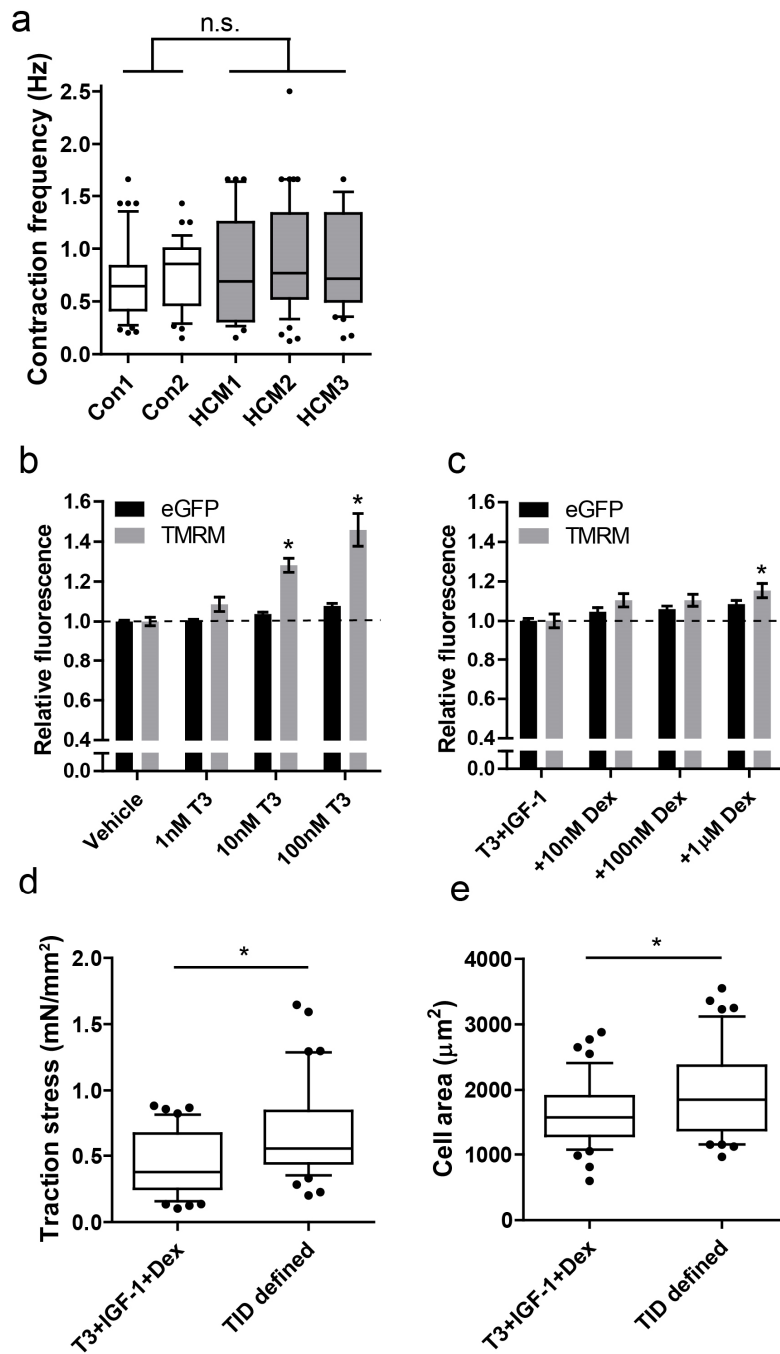 a
n.s.
Contraction frequency (Hz)
2.5
2.0
1.5
1.0
0.5
0.0
Con1
Con2
HCM1
HCM2
HCM3
b
Relative fluorescence
1.6
1.4
1.2
1.0
0.8
0.6
0.4
0.0
eGFP
TMRM
*
*
Vehicle
1nM T3
10nM T3
100nM T3
c
Relative fluorescence
1.6
1.4
1.2
1.0
0.8
0.6
0.4
0.0
eGFP
TMRM
*
T3+IGF-1
+10nM Dex
+100nM Dex
+1μM Dex
d
Traction stress (mN/mm²)
2.0
1.5
1.0
0.5
0.0
*
T3+IGF-1+Dex
TID defined
e
Cell area (μm²)
4000
3000
2000
1000
0
*
T3+IGF-1+Dex
TID defined